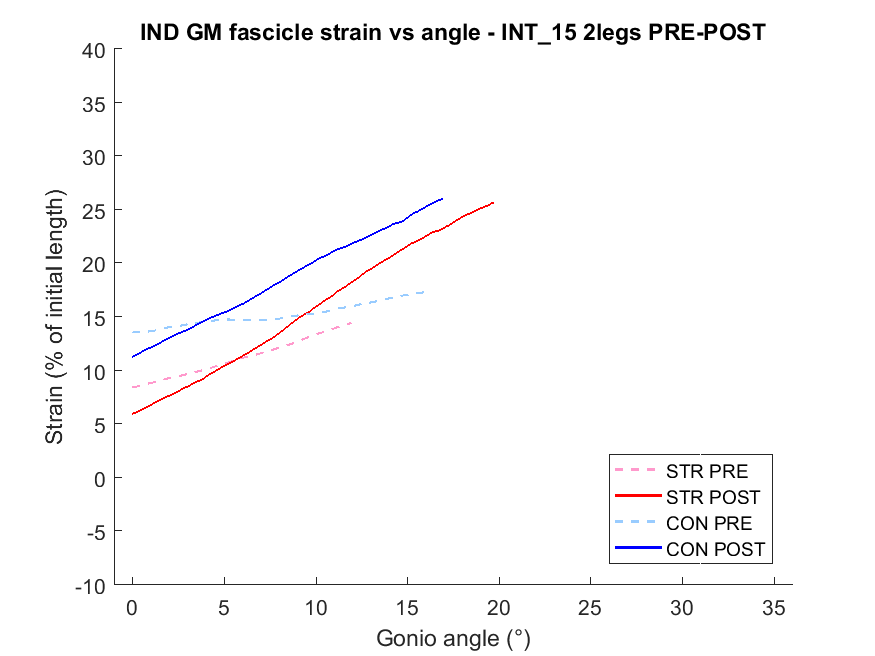 IND GM fascicle strain vs angle - INT_15 2legs PRE-POST
40
35
30
25
20
15
10
5
0
-5
-10
Strain (% of initial length)
0 5 10 15 20 25 30 35
Gonio angle (°)
STR PRE
STR POST
CON PRE
CON POST